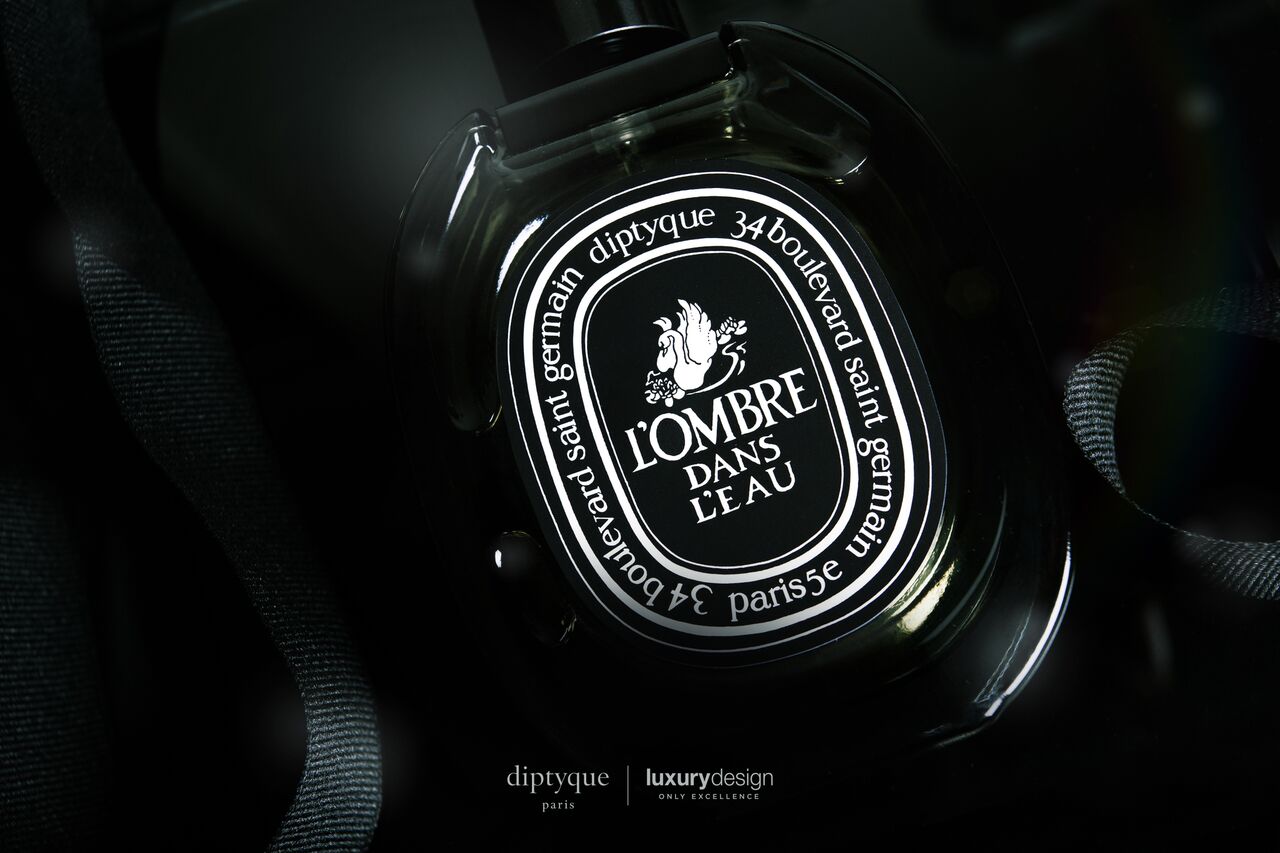 diptyque 34 boulevard saint germain paris 5e 34 boulevard saint germain
L'OMBRE
DANS
L'EAU
diptyque
paris
luxurydesign
ONLY EXCELLENCE